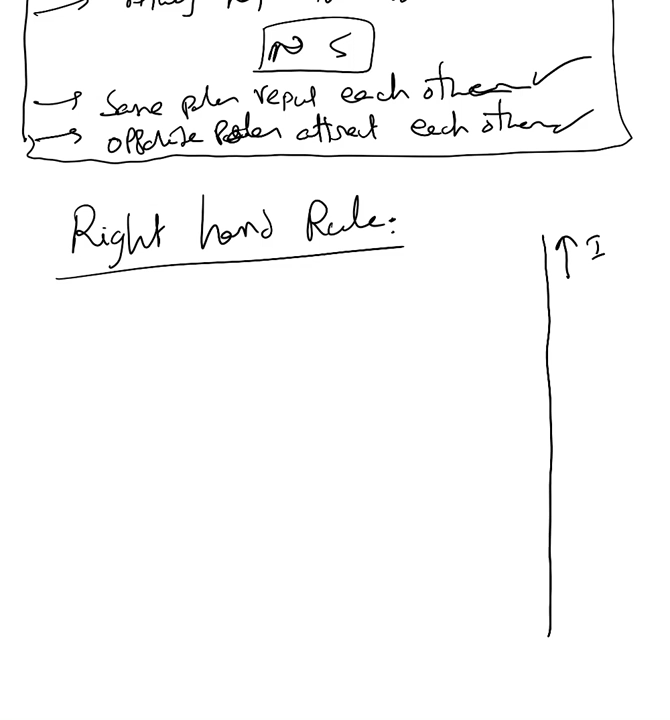 N S
→ Same poles repel each other ✓
→ opposite poles attract each other ✓
Right hand Rule:
↑ I